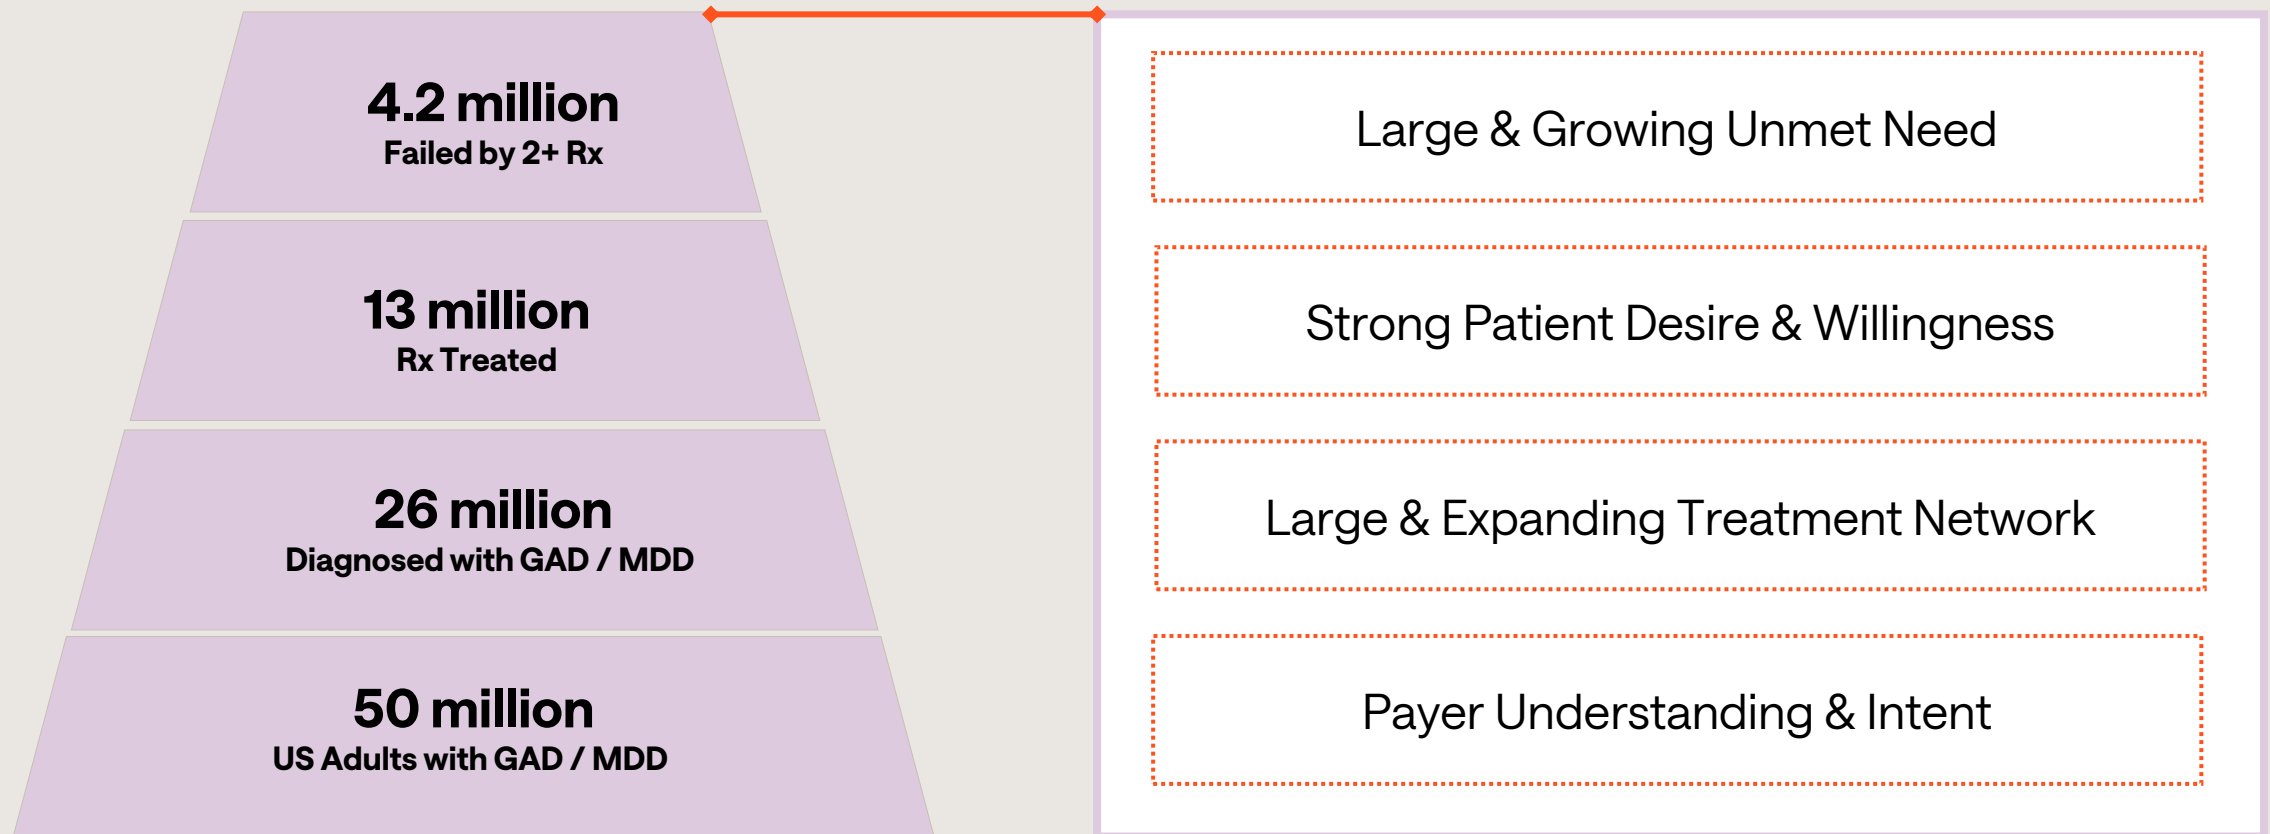 4.2 million
Failed by 2+ Rx
13 million
Rx Treated
26 million
Diagnosed with GAD / MDD
50 million
US Adults with GAD / MDD
Large & Growing Unmet Need
Strong Patient Desire & Willingness
Large & Expanding Treatment Network
Payer Understanding & Intent